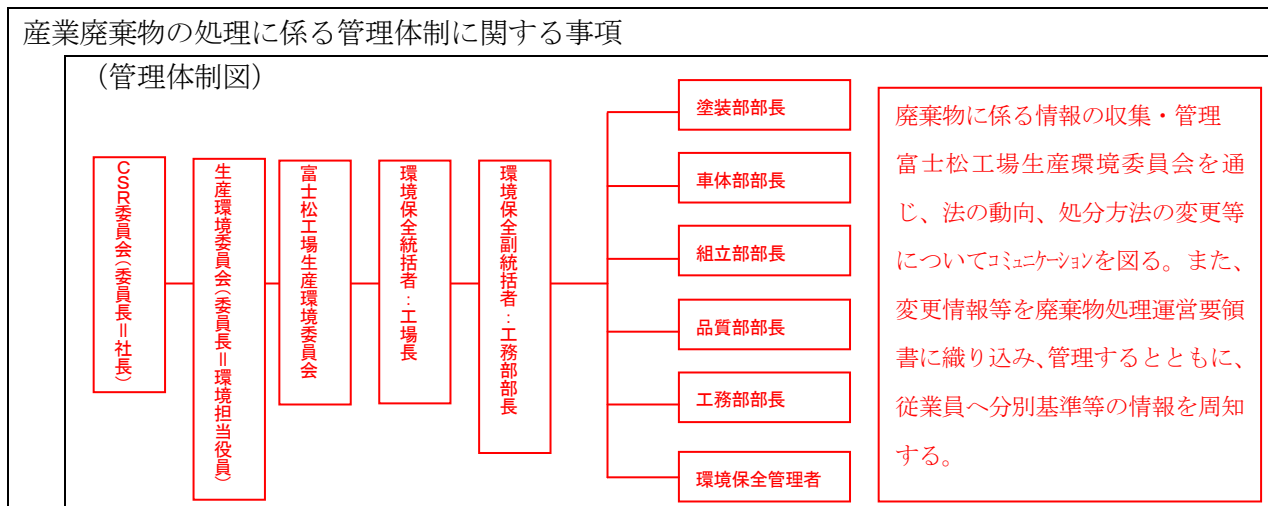 産業廃棄物の処理に係る管理体制に関する事項
（管理体制図）
CSR委員会（委員長＝社長）
生産環境委員会（委員長＝環境担当役員）
富士松工場生産環境委員会
環境保全統括者：工場長
環境保全副統括者：工務部部長
塗装部部長
車体部部長
組立部部長
品質部部長
工務部部長
環境保全管理者
廃棄物に係る情報の収集・管理
富士松工場生産環境委員会を通
じ、法の動向、処分方法の変更等
についてｺﾐｭﾆｹｰｼｮﾝを図る。また、
変更情報等を廃棄物処理運営要領
書に織り込み、管理するとともに、
従業員へ分別基準等の情報を周知
する。